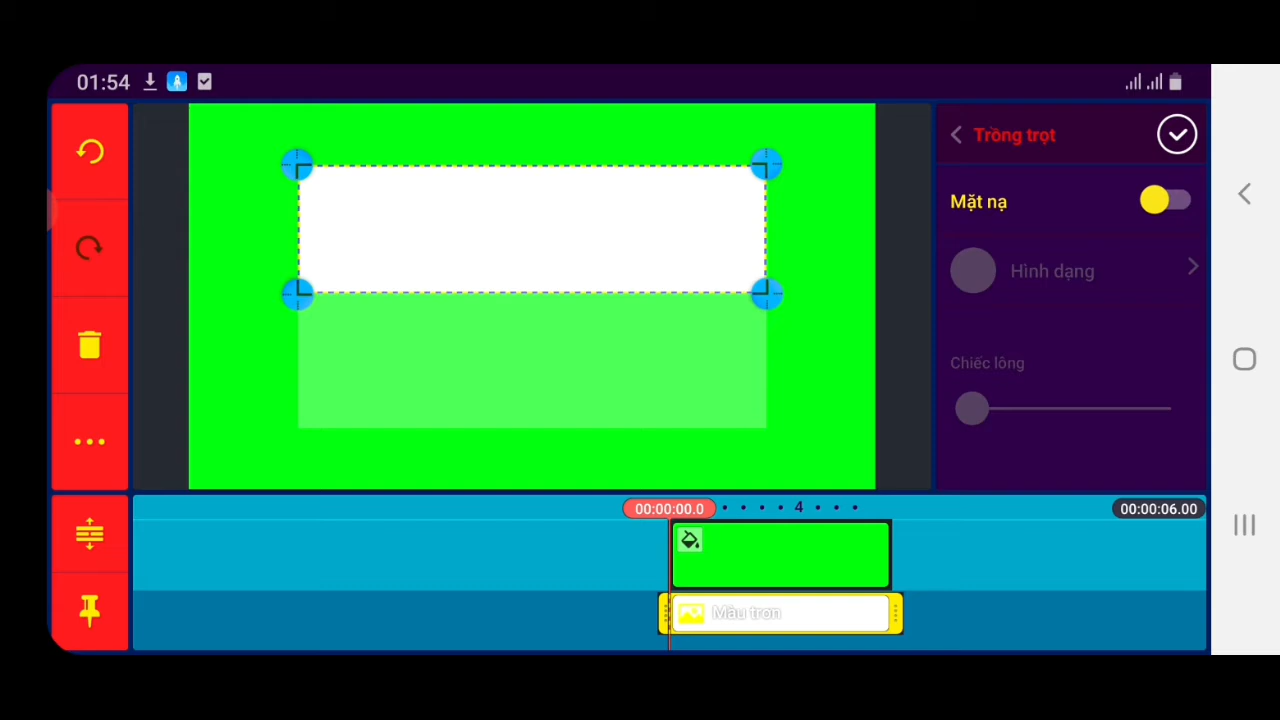 01:54
Trồng trọt
Mặt nạ
Hình dạng
Chiếc lông
00:00:00.0
4
00:00:06.00
Màu trơn